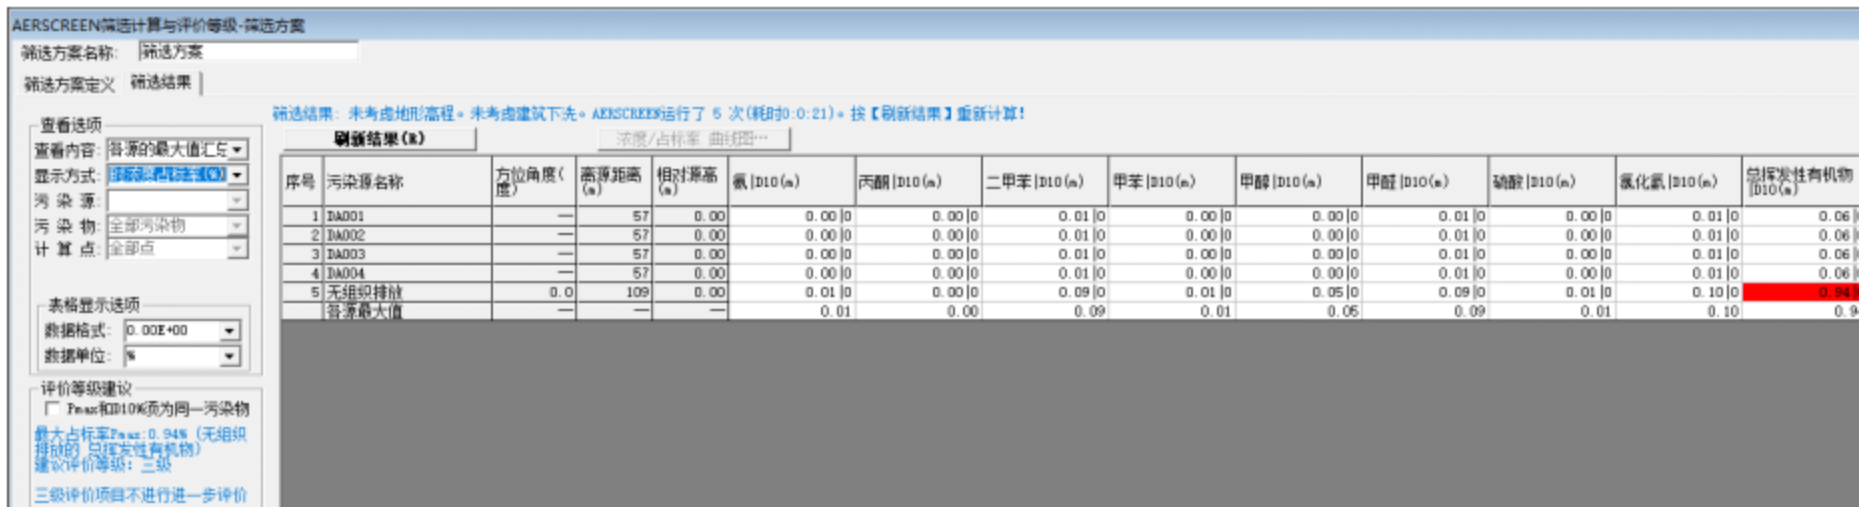 AERSCREEN筛选计算与评价等级-筛选方案
筛选方案名称: 筛选方案
筛选方案定义 筛选结果
筛选结果: 未考虑地形高程。未考虑建筑下洗。AERSCREEN运行了 5 次(耗时0:0:21)。按【刷新结果】重新计算!
刷新结果(R) 浓度/占标率 曲线图…
查看选项
查看内容: 各源的最大值汇总
显示方式: 占标率(%)
污 染 源:
污 染 物: 全部污染物
计 算 点: 全部点
表格显示选项
数据格式: 0.00E+00
数据单位: %
评价等级建议
Pmax和D10%须为同一污染物
最大占标率Pmax:0.94% (无组织
排放的 总挥发性有机物)
建议评价等级: 三级
三级评价项目不进行进一步评价
序号 污染源名称 方位角度(度) 离源距离(m) 相对源高(m) 氨|D10(m) 丙酮|D10(m) 二甲苯|D10(m) 甲苯|D10(m) 甲醇|D10(m) 甲醛|D10(m) 硫酸|D10(m) 氯化氢|D10(m) 总挥发性有机物|D10(m)
1 DA001 — 57 0.00 0.00|0 0.00|0 0.01|0 0.00|0 0.00|0 0.01|0 0.00|0 0.01|0 0.06|
2 DA002 — 57 0.00 0.00|0 0.00|0 0.01|0 0.00|0 0.00|0 0.01|0 0.00|0 0.01|0 0.06|
3 DA003 — 57 0.00 0.00|0 0.00|0 0.01|0 0.00|0 0.00|0 0.01|0 0.00|0 0.01|0 0.06|
4 DA004 — 57 0.00 0.00|0 0.00|0 0.01|0 0.00|0 0.00|0 0.01|0 0.00|0 0.01|0 0.06|
5 无组织排放 0.0 109 0.00 0.01|0 0.00|0 0.09|0 0.01|0 0.05|0 0.09|0 0.01|0 0.10|0 0.94|
各源最大值 — — — 0.01 0.00 0.09 0.01 0.05 0.09 0.01 0.10 0.9